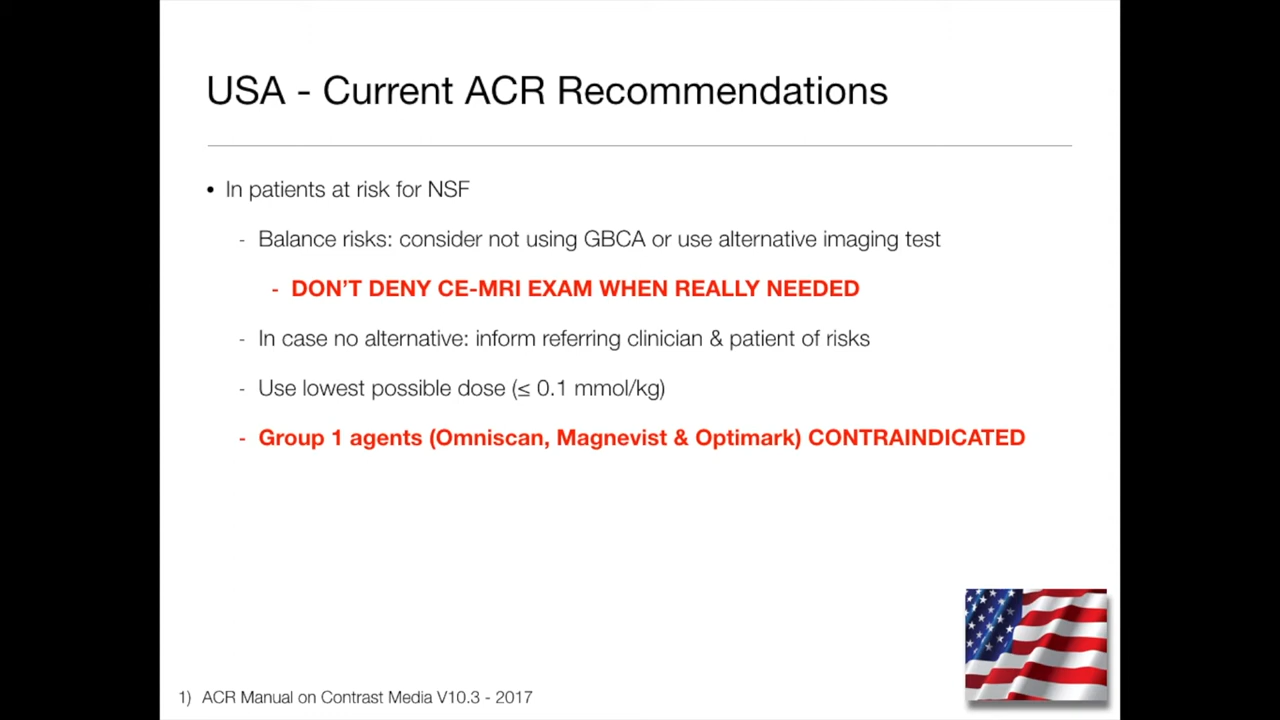 USA - Current ACR Recommendations
• In patients at risk for NSF
- Balance risks: consider not using GBCA or use alternative imaging test
- DON’T DENY CE-MRI EXAM WHEN REALLY NEEDED
- In case no alternative: inform referring clinician & patient of risks
- Use lowest possible dose (≤ 0.1 mmol/kg)
- Group 1 agents (Omniscan, Magnevist & Optimark) CONTRAINDICATED
1) ACR Manual on Contrast Media V10.3 - 2017